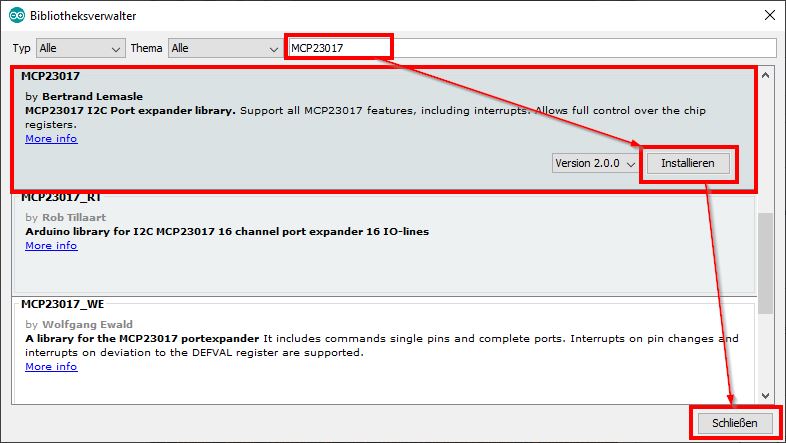 Bibliotheksverwalter
Typ Alle Thema Alle MCP23017
MCP23017
by Bertrand Lemasle
MCP23017 I2C Port expander library. Support all MCP23017 features, including interrupts. Allows full control over the chip
registers.
More info
Version 2.0.0 Installieren
MCP23017_RT
by Rob Tillaart
Arduino library for I2C MCP23017 16 channel port expander 16 IO-lines
More info
MCP23017_WE
by Wolfgang Ewald
A library for the MCP23017 portexpander It includes commands single pins and complete ports. Interrupts on pin changes and
interrupts on deviation to the DEFVAL register are supported.
More info
Schließen